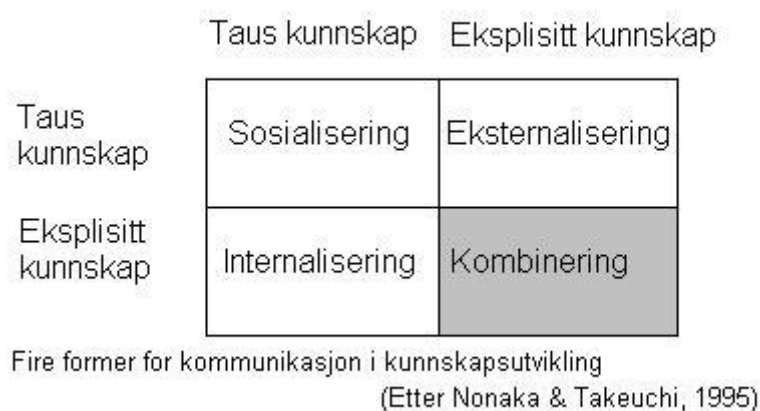 Taus kunnskap Eksplisitt kunnskap
Taus
kunnskap
Sosialisering Eksternalisering
Eksplisitt
kunnskap
Internalisering Kombinering
Fire former for kommunikasjon i kunnskapsutvikling
(Etter Nonaka & Takeuchi, 1995)